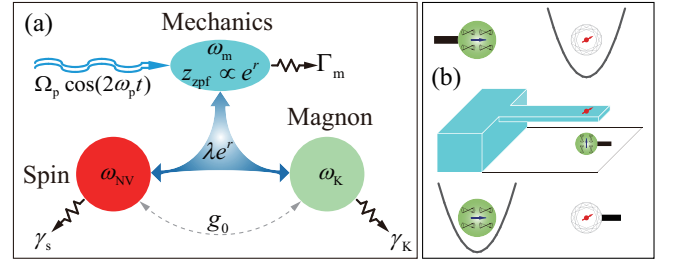 (a)
Mechanics
ω_m
z_zpf ∝ e^r
Γ_m
Ω_p cos(2ω_p t)
Magnon
λe^r
Spin
ω_NV
ω_K
g_0
γ_s
γ_K
(b)